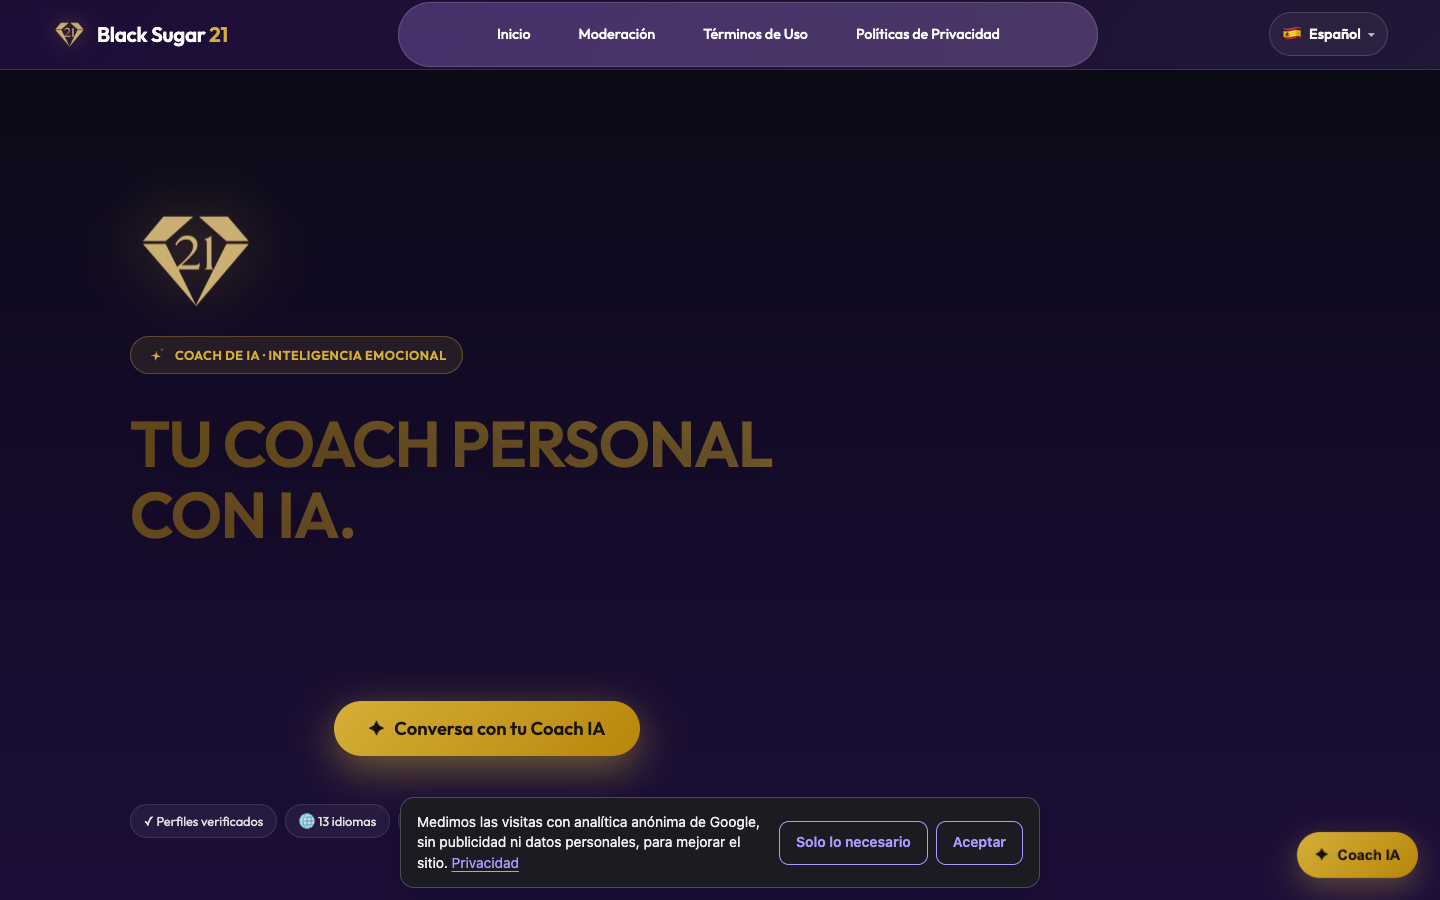 21 Black Sugar 21
Inicio
Moderación
Términos de Uso
Políticas de Privacidad
Español
21
COACH DE IA · INTELIGENCIA EMOCIONAL
TU COACH PERSONAL
CON IA.
✦ Conversa con tu Coach IA
✓ Perfiles verificados
13 idiomas
Medimos las visitas con analítica anónima de Google,
sin publicidad ni datos personales, para mejorar el
sitio. Privacidad
Solo lo necesario
Aceptar
✦ Coach IA